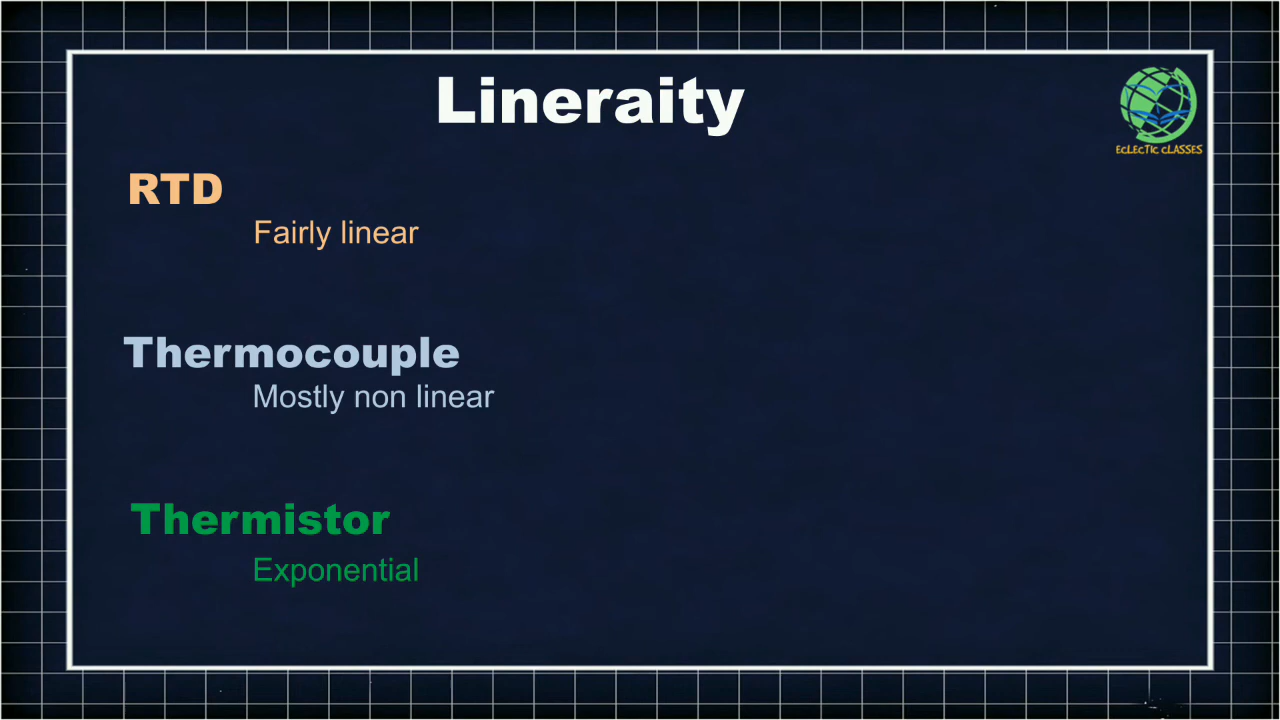 Lineraity
ECLECTIC CLASSES
RTD
Fairly linear
Thermocouple
Mostly non linear
Thermistor
Exponential